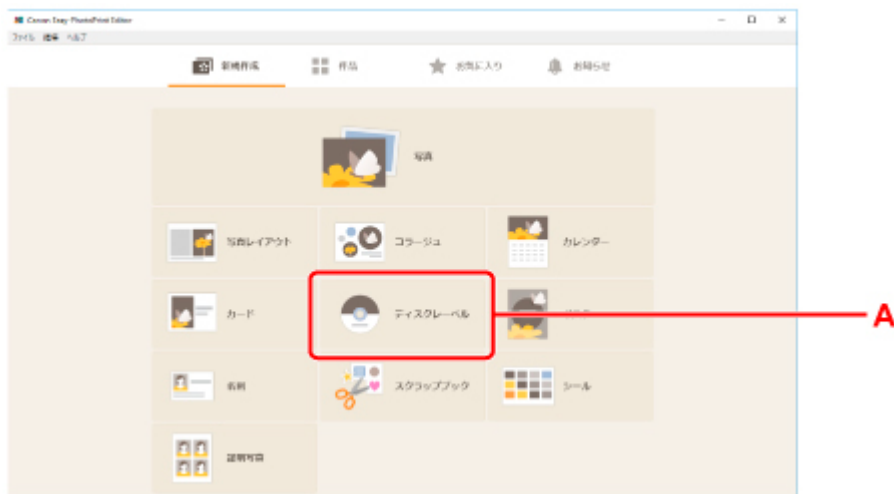 Canon Easy-PhotoPrint Editor
ファイル 編集 ヘルプ
新規作成 作品 お気に入り お知らせ
写真
写真レイアウト コラージュ カレンダー
カード ディスクレーベル
A
名刺 スクラップブック シール
証明写真